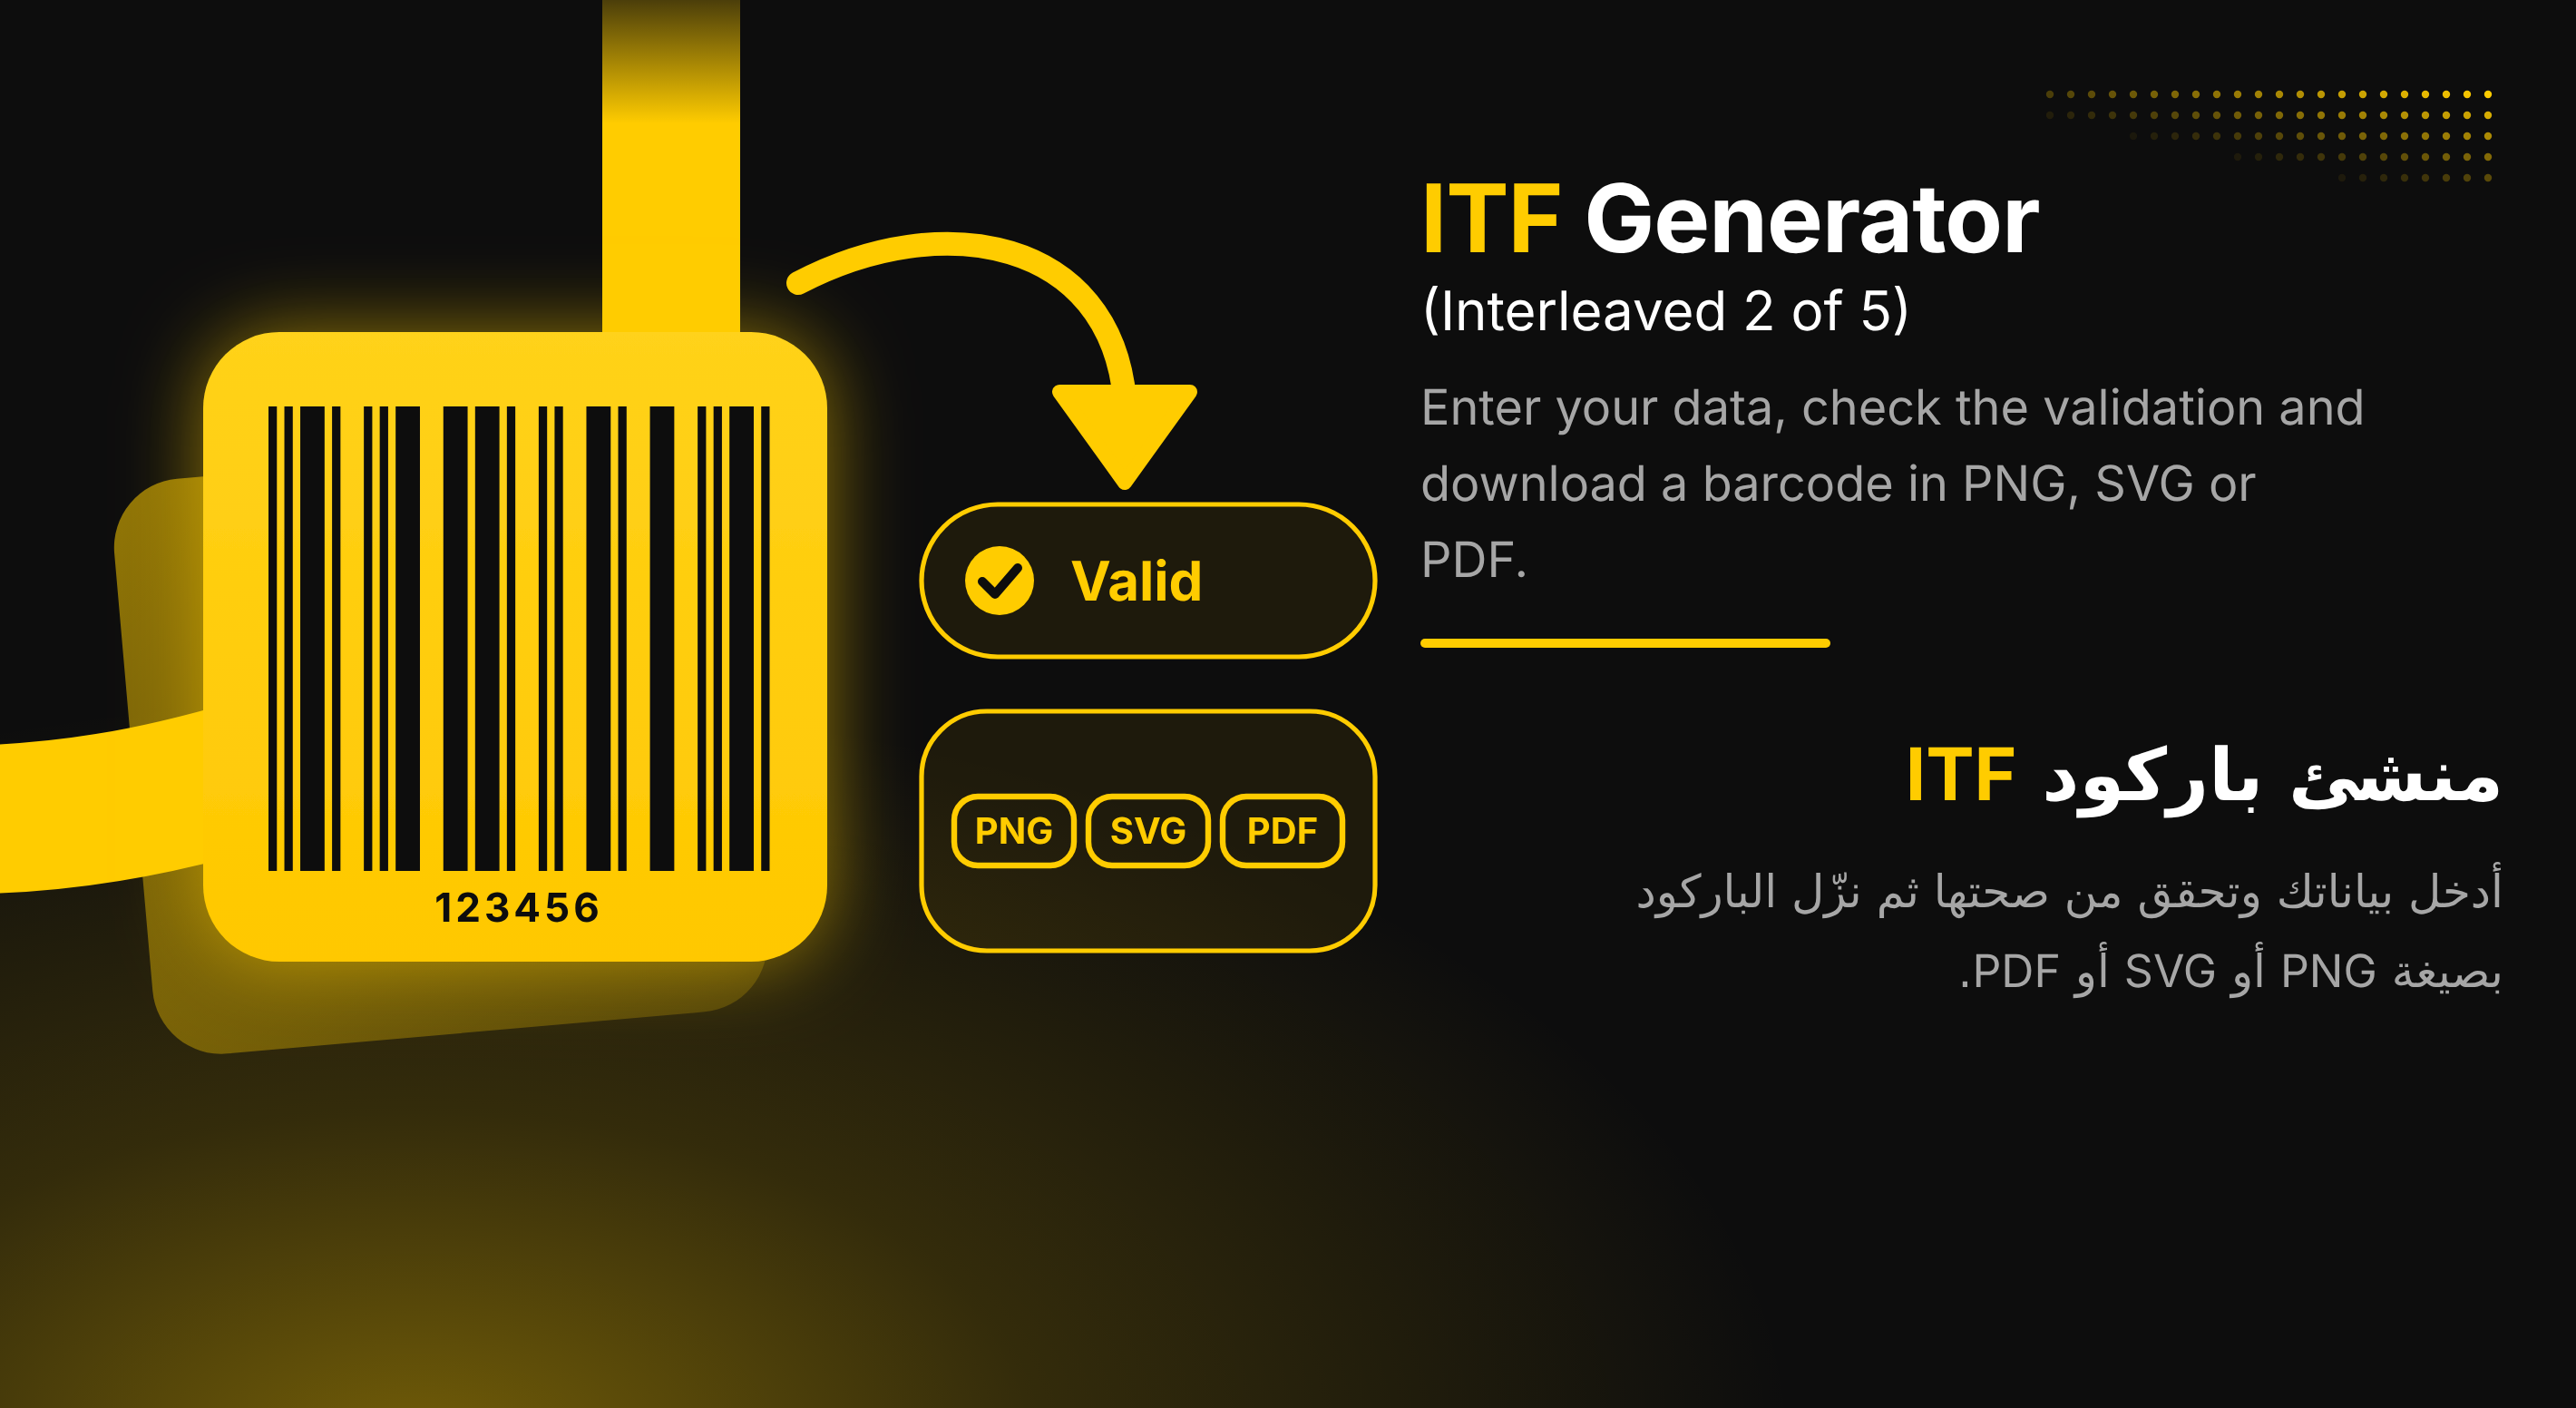 ITF Generator
(Interleaved 2 of 5)
Enter your data, check the validation and
download a barcode in PNG, SVG or
PDF.
Valid
PNG SVG PDF
123456
منشئ باركود ITF
أدخل بياناتك وتحقق من صحتها ثم نزّل الباركود
بصيغة PNG أو SVG أو PDF.